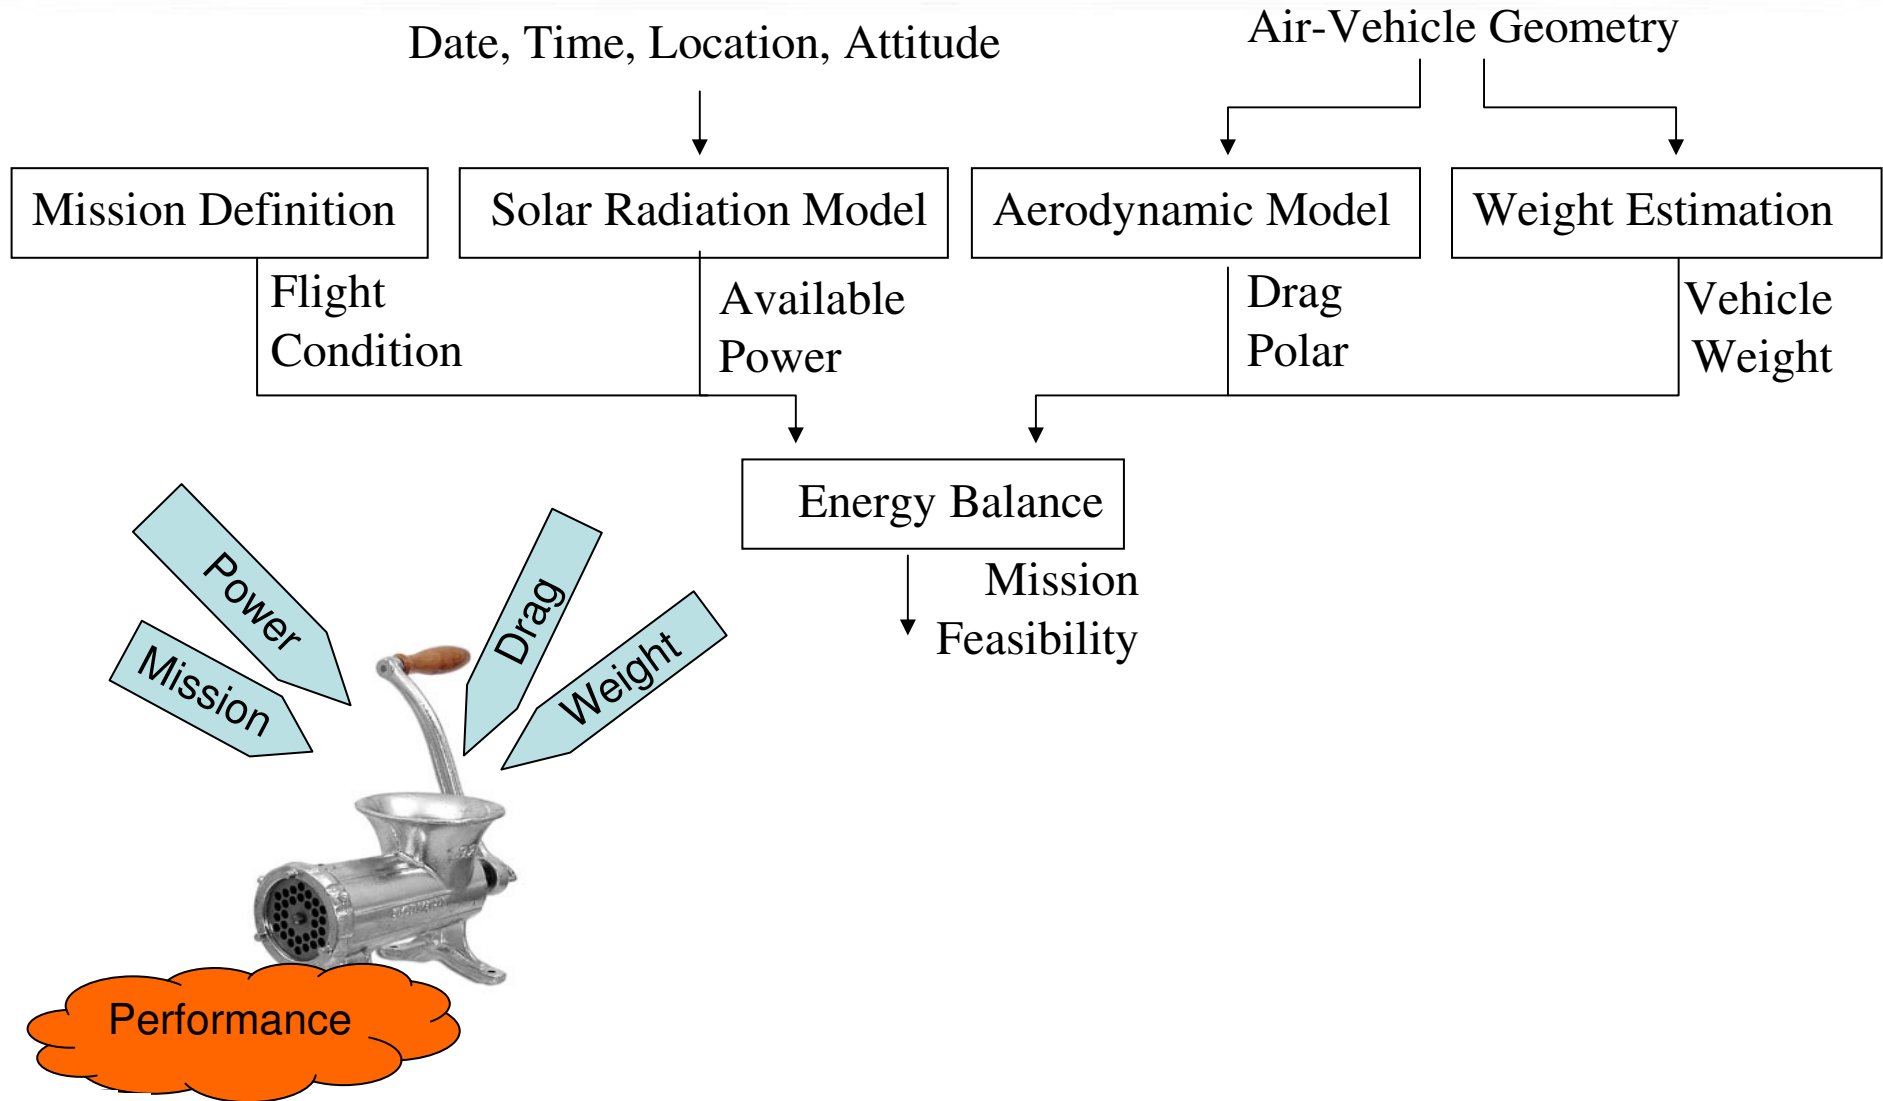 Date, Time, Location, Attitude
Air-Vehicle Geometry
Mission Definition
Solar Radiation Model
Aerodynamic Model
Weight Estimation
Flight
Condition
Available
Power
Drag
Polar
Vehicle
Weight
Energy Balance
Mission
Feasibility
Power
Mission
Drag
Weight
Performance